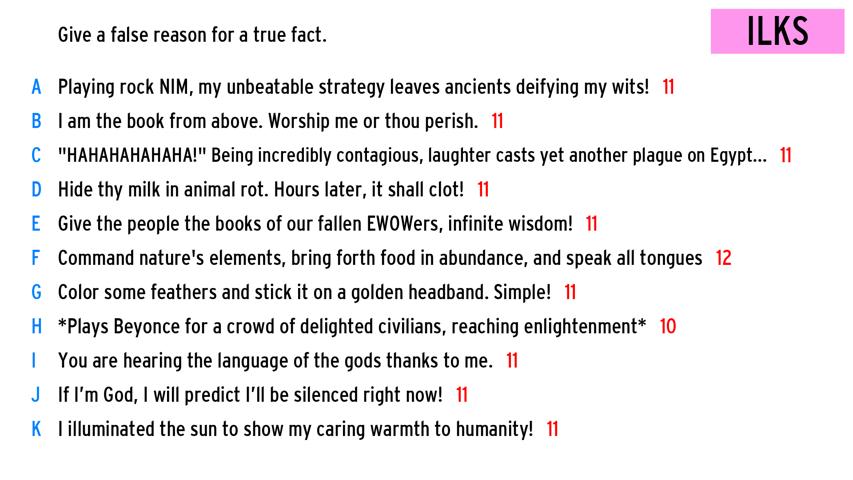 Give a false reason for a true fact.
ILKS
A Playing rock NIM, my unbeatable strategy leaves ancients deifying my wits! 11
B I am the book from above. Worship me or thou perish. 11
C "HAHAHAHAHAHA!" Being incredibly contagious, laughter casts yet another plague on Egypt... 11
D Hide thy milk in animal rot. Hours later, it shall clot! 11
E Give the people the books of our fallen EWOWers, infinite wisdom! 11
F Command nature's elements, bring forth food in abundance, and speak all tongues 12
G Color some feathers and stick it on a golden headband. Simple! 11
H *Plays Beyonce for a crowd of delighted civilians, reaching enlightenment* 10
I You are hearing the language of the gods thanks to me. 11
J If I'm God, I will predict I'll be silenced right now! 11
K I illuminated the sun to show my caring warmth to humanity! 11